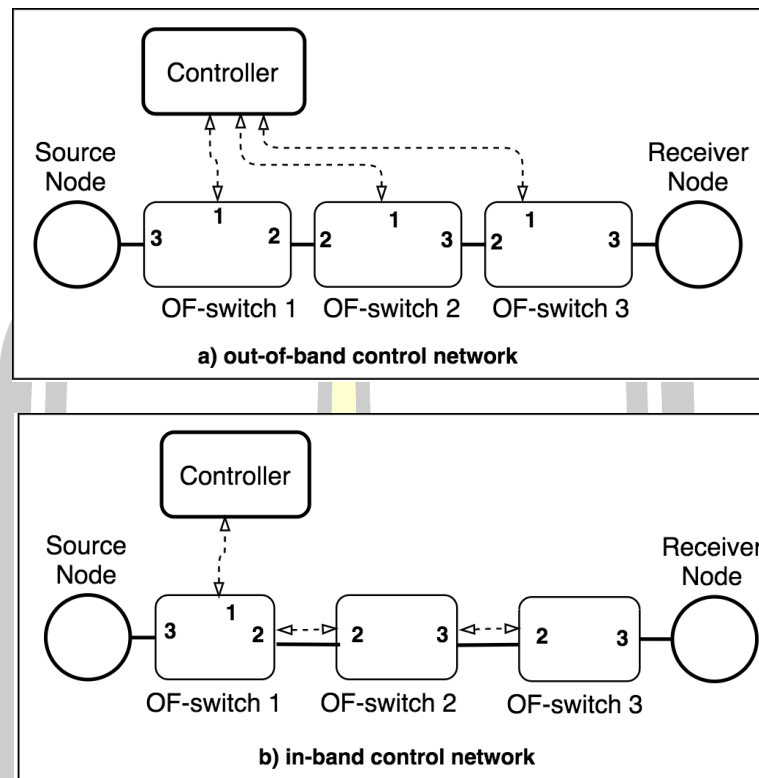 Controller
Source
Node
Receiver
Node
1
1
1
3
2
2
3
2
3
OF-switch 1
OF-switch 2
OF-switch 3
a) out-of-band control network
Controller
Source
Node
Receiver
Node
1
3
2
2
3
2
3
OF-switch 1
OF-switch 2
OF-switch 3
b) in-band control network